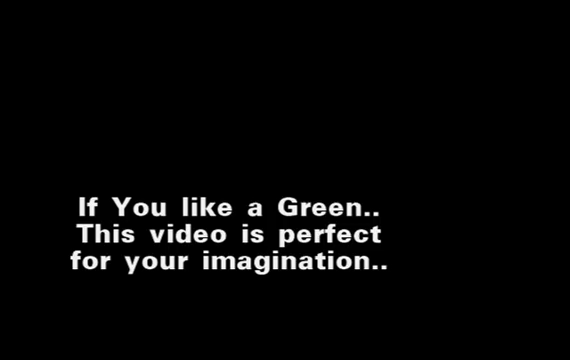 If You like a Green..
This video is perfect
for your imagination..